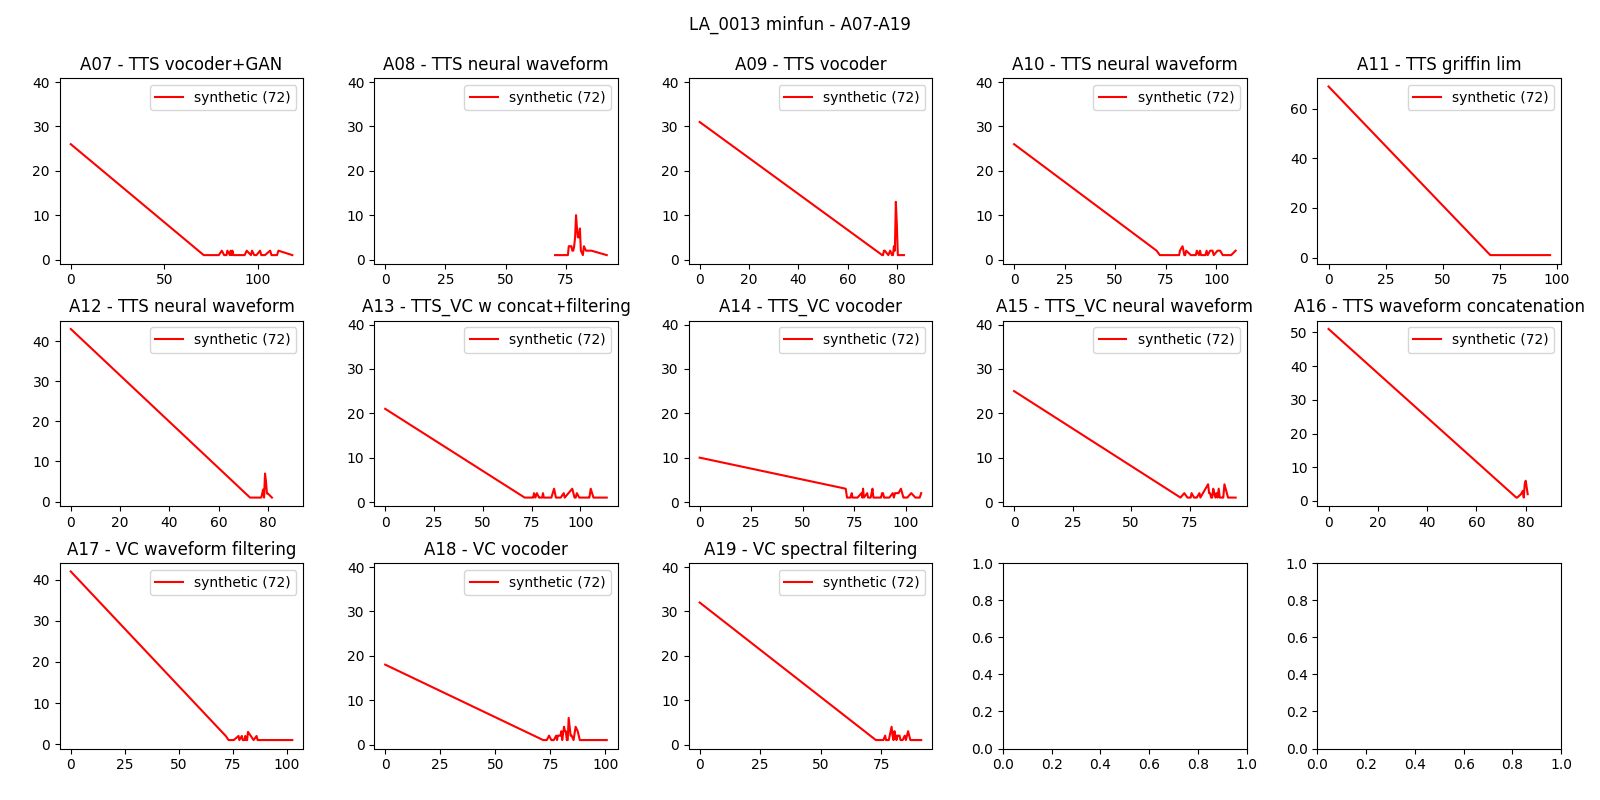 LA_0013 minfun - A07-A19
A07 - TTS vocoder+GAN
synthetic (72)
40
30
20
10
0
0 50 100
A08 - TTS neural waveform
synthetic (72)
40
30
20
10
0
0 25 50 75
A09 - TTS vocoder
synthetic (72)
40
30
20
10
0
0 20 40 60 80
A10 - TTS neural waveform
synthetic (72)
40
30
20
10
0
0 25 50 75 100
A11 - TTS griffin lim
synthetic (72)
60
40
20
0
0 25 50 75 100
A12 - TTS neural waveform
synthetic (72)
40
30
20
10
0
0 20 40 60 80
A13 - TTS_VC w concat+filtering
synthetic (72)
40
30
20
10
0
0 25 50 75 100
A14 - TTS_VC vocoder
synthetic (72)
40
30
20
10
0
0 25 50 75 100
A15 - TTS_VC neural waveform
synthetic (72)
40
30
20
10
0
0 25 50 75
A16 - TTS waveform concatenation
synthetic (72)
50
40
30
20
10
0
0 20 40 60 80
A17 - VC waveform filtering
synthetic (72)
40
30
20
10
0
0 25 50 75 100
A18 - VC vocoder
synthetic (72)
40
30
20
10
0
0 25 50 75 100
A19 - VC spectral filtering
synthetic (72)
40
30
20
10
0
0 25 50 75
1.0
0.8
0.6
0.4
0.2
0.0
0.0 0.2 0.4 0.6 0.8 1.0
1.0
0.8
0.6
0.4
0.2
0.0
0.0 0.2 0.4 0.6 0.8 1.0